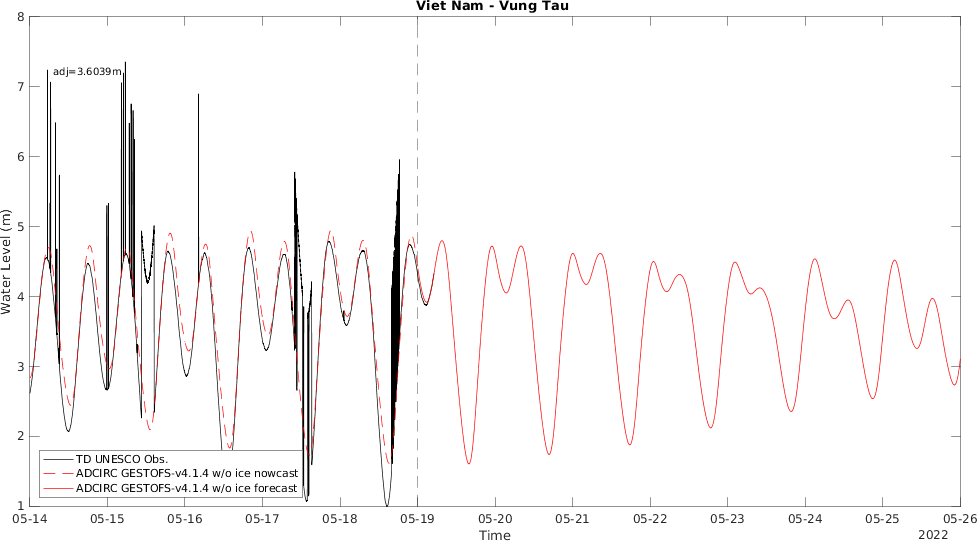 Viet Nam - Vung Tau
8
7
6
5
4
3
2
1
Water Level (m)
adj=3.6039m
TD UNESCO Obs.
ADCIRC GESTOFS-v4.1.4 w/o ice nowcast
ADCIRC GESTOFS-v4.1.4 w/o ice forecast
05-14 05-15 05-16 05-17 05-18 05-19 05-20 05-21 05-22 05-23 05-24 05-25 05-26
Time
2022